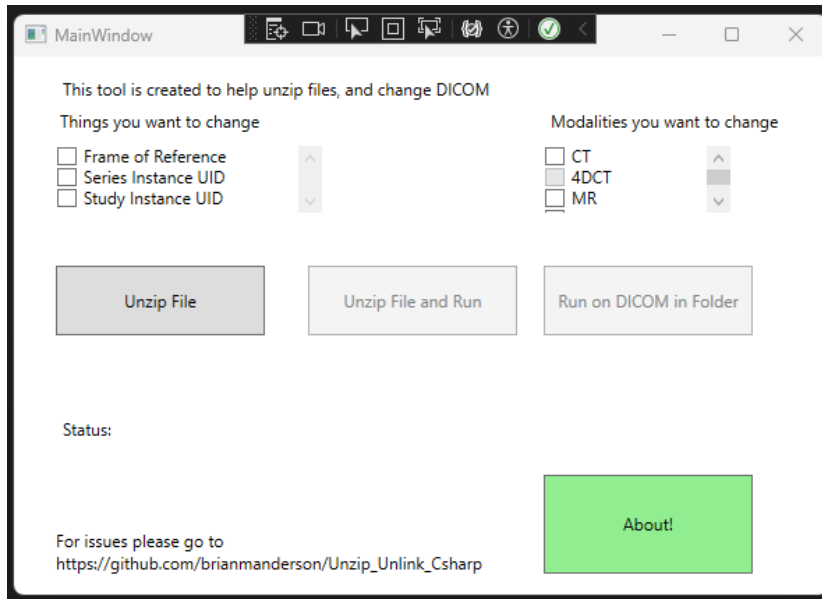 MainWindow
This tool is created to help unzip files, and change DICOM
Things you want to change
Modalities you want to change
Frame of Reference
Series Instance UID
Study Instance UID
CT
4DCT
MR
Unzip File
Unzip File and Run
Run on DICOM in Folder
Status:
About!
For issues please go to
https://github.com/brianmanderson/Unzip_Unlink_Csharp